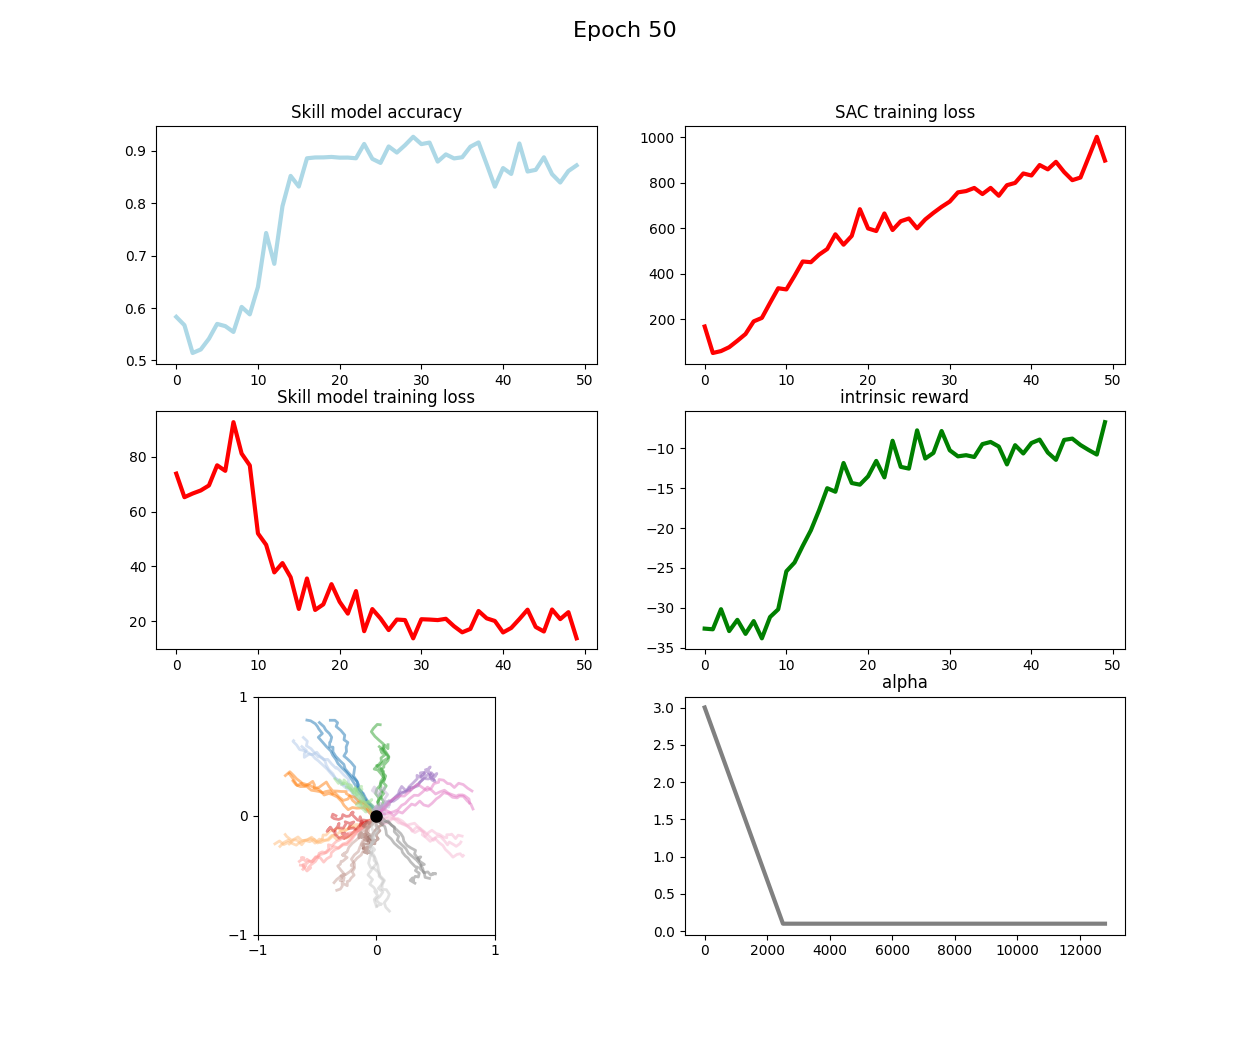 Epoch 50
Skill model accuracy
0.9
0.8
0.7
0.6
0.5
0 10 20 30 40 50
SAC training loss
1000
800
600
400
200
0 10 20 30 40 50
Skill model training loss
80
60
40
20
0 10 20 30 40 50
intrinsic reward
−10
−15
−20
−25
−30
−35
0 10 20 30 40 50
1
0
−1
−1 0 1
alpha
3.0
2.5
2.0
1.5
1.0
0.5
0.0
0 2000 4000 6000 8000 10000 12000